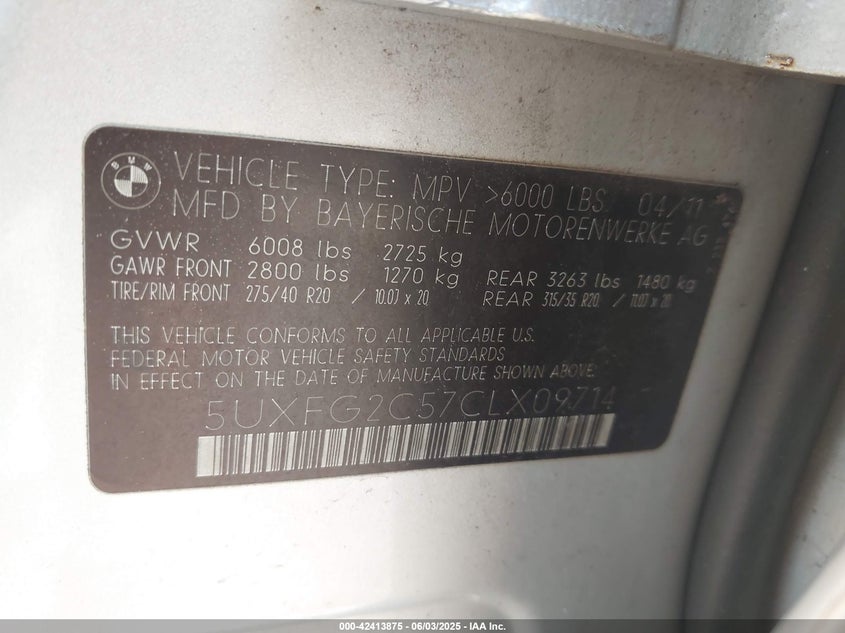 BMW
VEHICLE TYPE: MPV >6000 LBS 04/11
MFD BY BAYERISCHE MOTORENWERKE AG
GVWR 6008 lbs 2725 kg
GAWR FRONT 2800 lbs 1270 kg REAR 3263 lbs 1480 kg
TIRE/RIM FRONT 275/40 R20 / 10.0J x 20 REAR 315/35 R20 / 11.0J x 20
THIS VEHICLE CONFORMS TO ALL APPLICABLE U.S.
FEDERAL MOTOR VEHICLE SAFETY STANDARDS
IN EFFECT ON THE DATE OF MANUFACTURE SHOWN ABOVE:
5UXFG2C57CLX09714
000-42413875 - 06/03/2025 - IAA Inc.